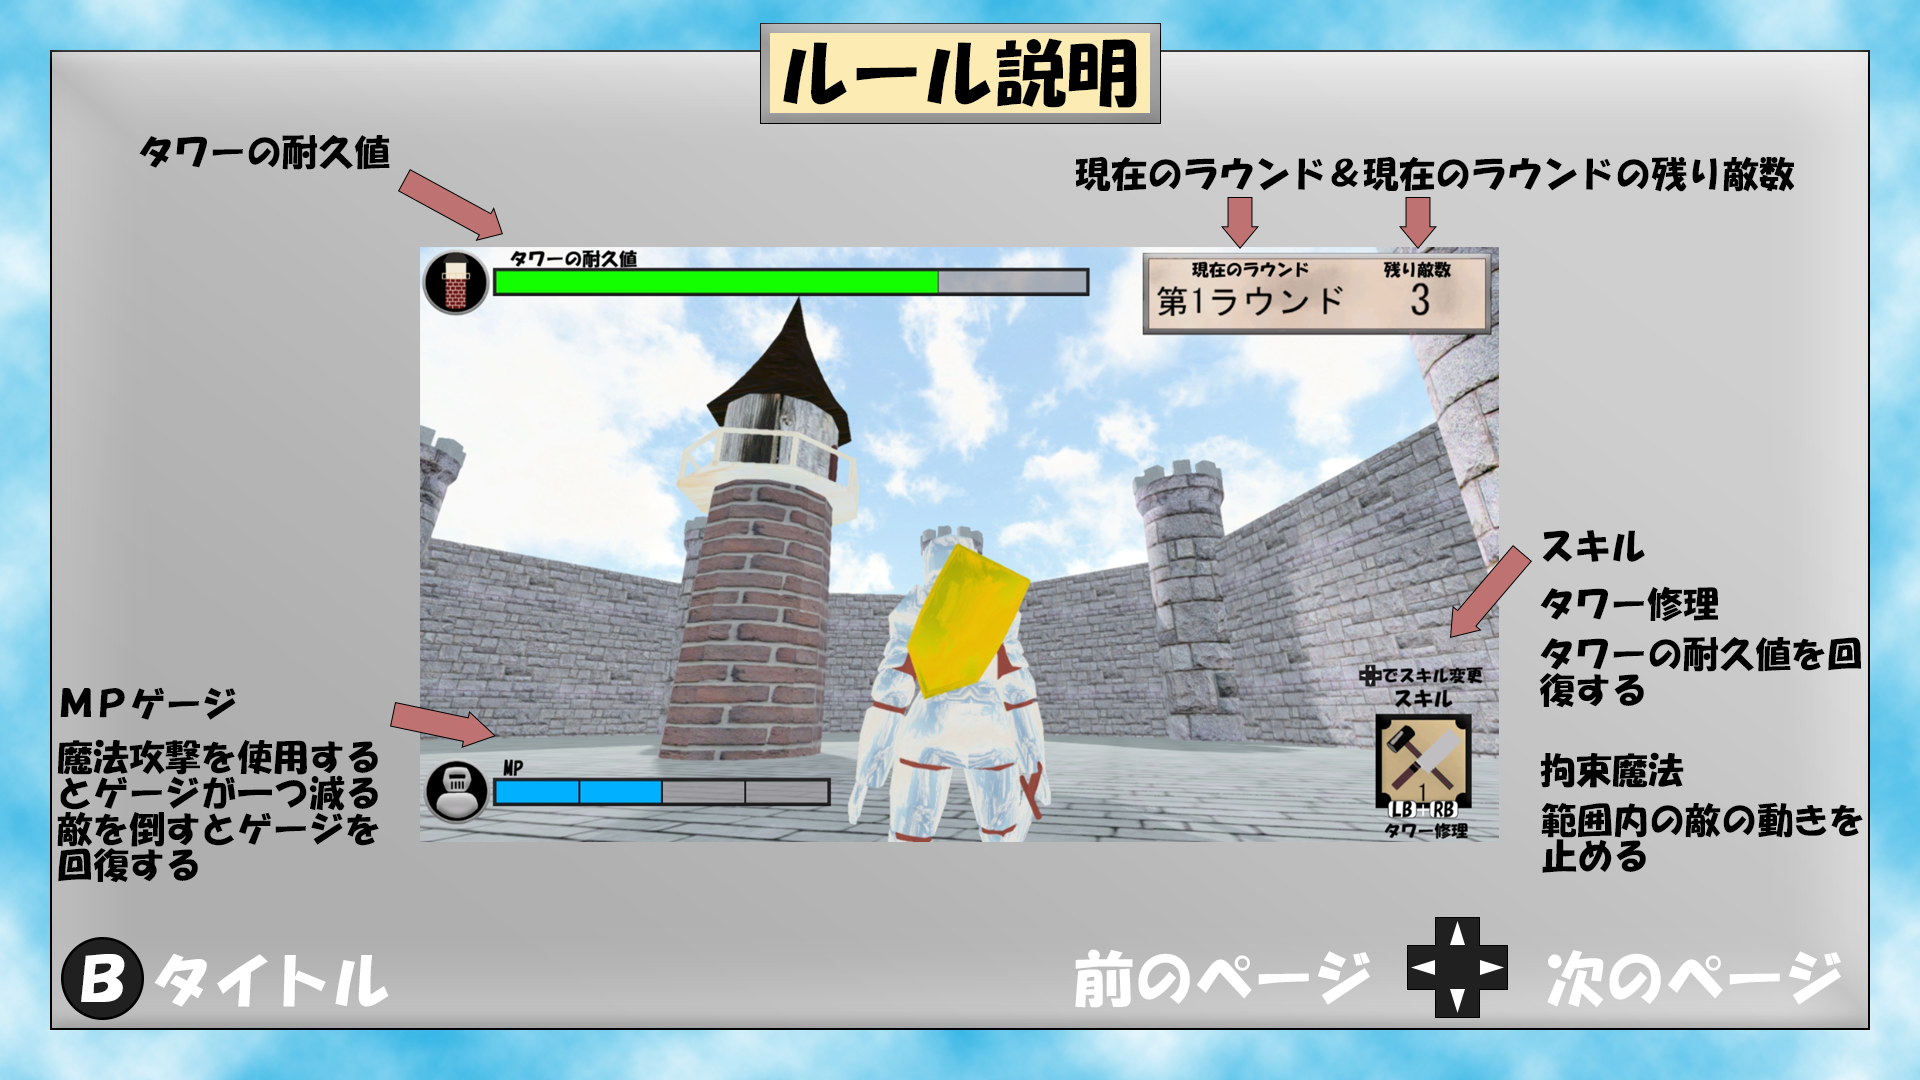 ルール説明
タワーの耐久値
現在のラウンド&現在のラウンドの残り敵数
タワーの耐久値
現在のラウンド
残り敵数
第1ラウンド
3
スキル
タワー修理
タワーの耐久値を回
復する
拘束魔法
範囲内の敵の動きを
止める
MPゲージ
魔法攻撃を使用する
とゲージが一つ減る
敵を倒すとゲージを
回復する
MP
でスキル変更
スキル
1
LB+RB
タワー修理
B タイトル
前のページ
次のページ